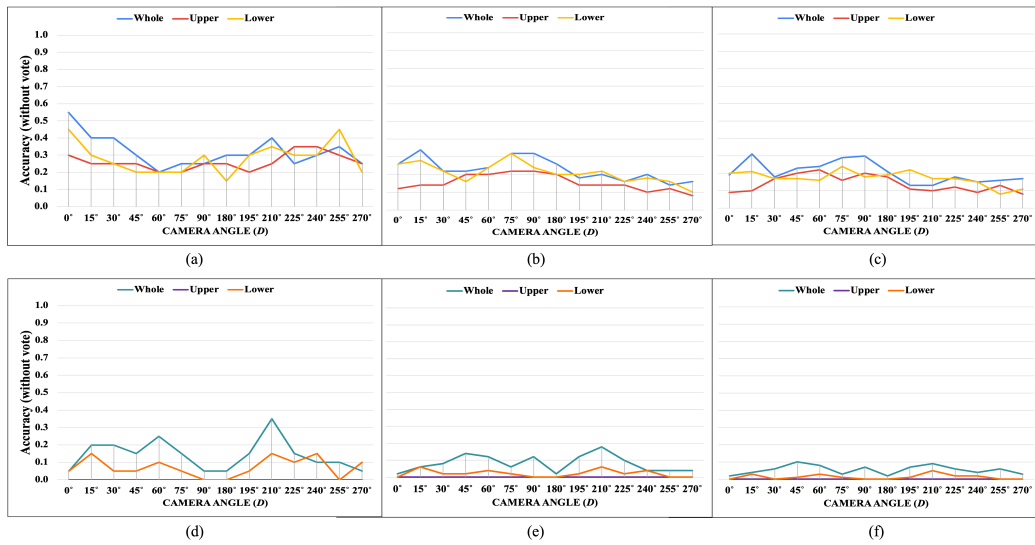 Whole Upper Lower
Whole Upper Lower
Whole Upper Lower
Accuracy (without vote)
1.0
0.9
0.8
0.7
0.6
0.5
0.4
0.3
0.2
0.1
0.0
0° 15° 30° 45° 60° 75° 90° 180° 195° 210° 225° 240° 255° 270°
0° 15° 30° 45° 60° 75° 90° 180° 195° 210° 225° 240° 255° 270°
0° 15° 30° 45° 60° 75° 90° 180° 195° 210° 225° 240° 255° 270°
CAMERA ANGLE (D)
CAMERA ANGLE (D)
CAMERA ANGLE (D)
(a)
(b)
(c)
Whole Upper Lower
Whole Upper Lower
Whole Upper Lower
Accuracy (without vote)
1.0
0.9
0.8
0.7
0.6
0.5
0.4
0.3
0.2
0.1
0.0
0° 15° 30° 45° 60° 75° 90° 180° 195° 210° 225° 240° 255° 270°
0° 15° 30° 45° 60° 75° 90° 180° 195° 210° 225° 240° 255° 270°
0° 15° 30° 45° 60° 75° 90° 180° 195° 210° 225° 240° 255° 270°
CAMERA ANGLE (D)
CAMERA ANGLE (D)
CAMERA ANGLE (D)
(d)
(e)
(f)